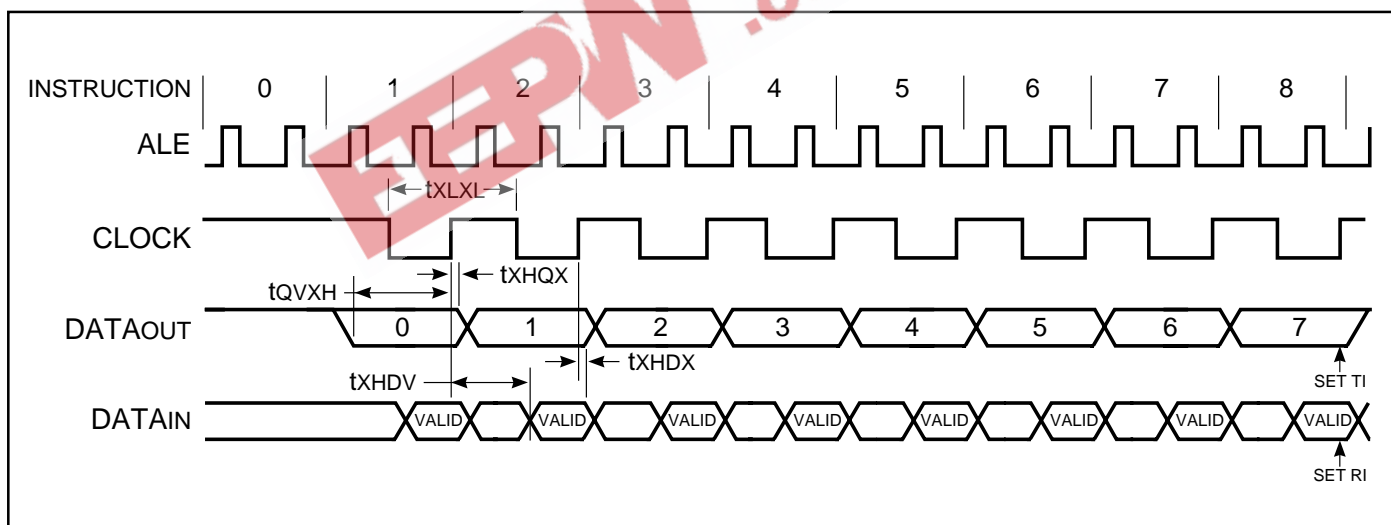 EEPW .c
INSTRUCTION 0 1 2 3 4 5 6 7 8
ALE
tXLXL
CLOCK
tXHQX
tQVXH
DATAOUT 0 1 2 3 4 5 6 7
tXHDX
tXHDV
SET TI
DATAIN VALID VALID VALID VALID VALID VALID VALID VALID
SET RI